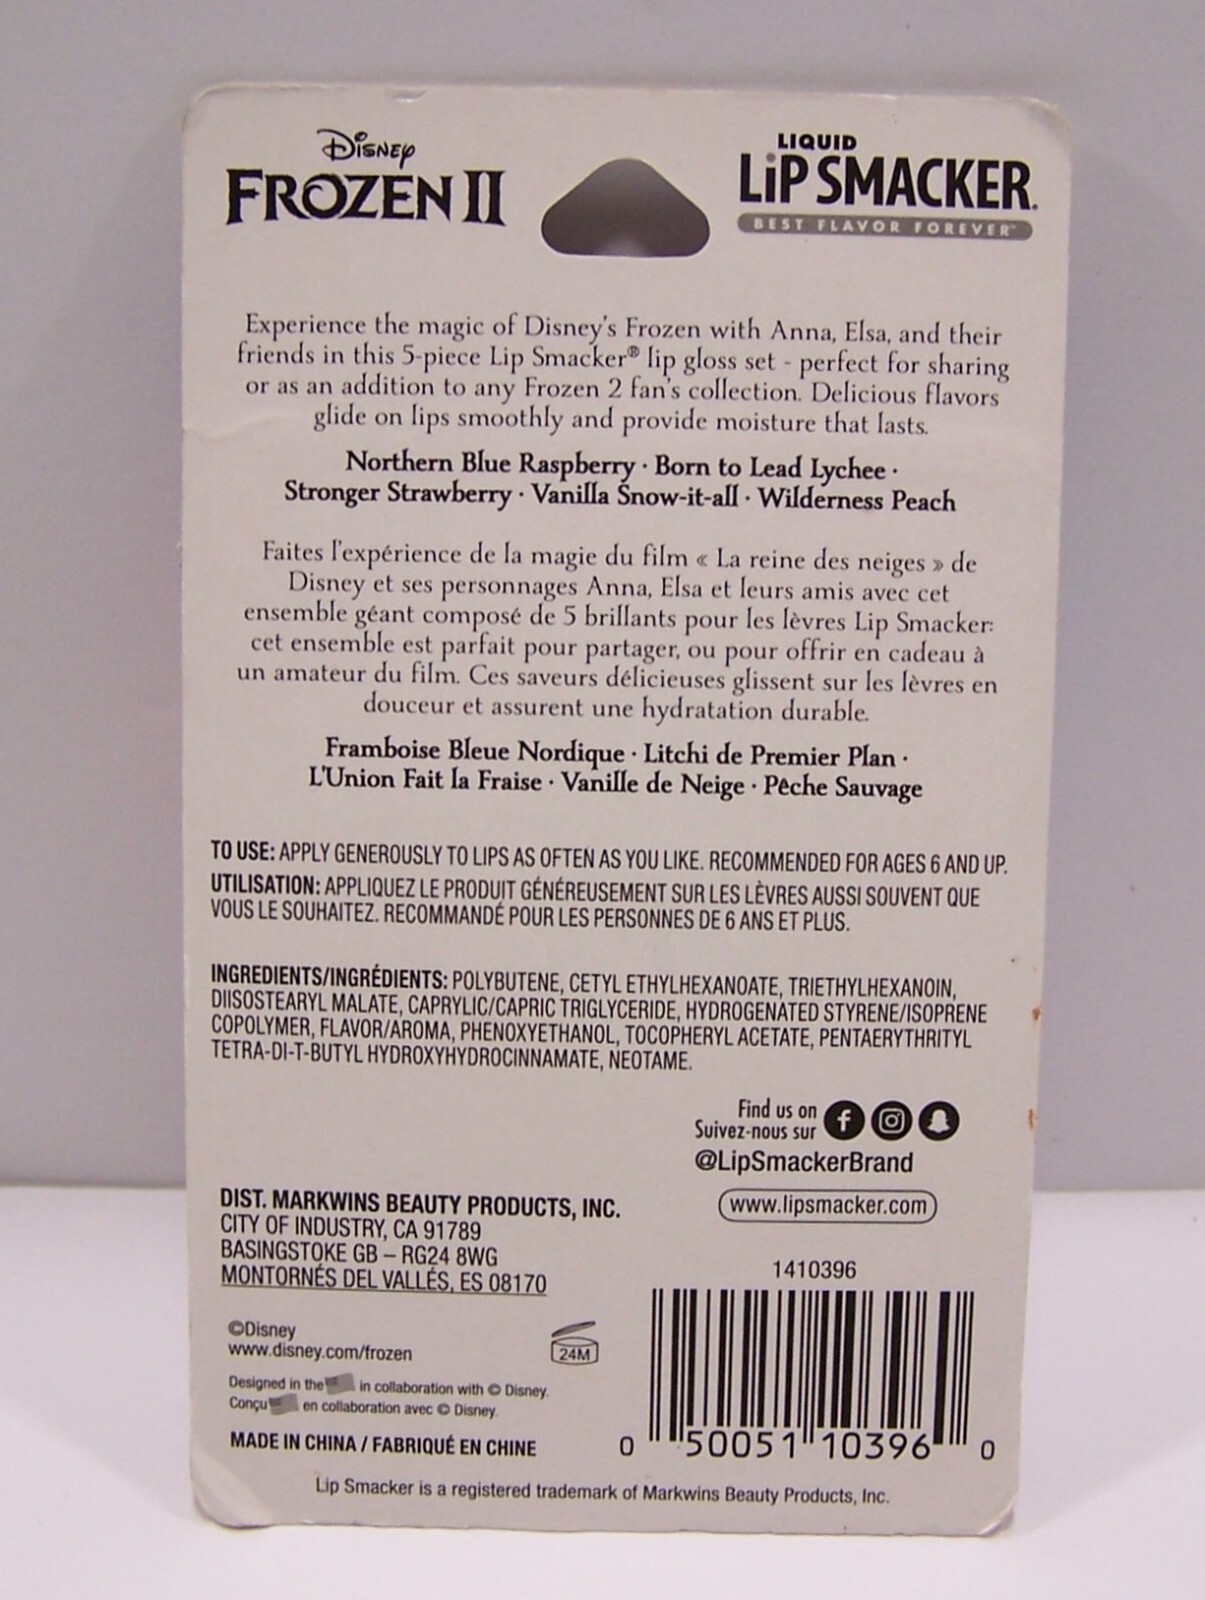 Disney
FROZEN II
LIQUID
LiP SMACKER.
BEST FLAVOR FOREVER™
Experience the magic of Disney's Frozen with Anna, Elsa, and their
friends in this 5-piece Lip Smacker® lip gloss set - perfect for sharing
or as an addition to any Frozen 2 fan's collection. Delicious flavors
glide on lips smoothly and provide moisture that lasts.
Northern Blue Raspberry · Born to Lead Lychee ·
Stronger Strawberry · Vanilla Snow-it-all · Wilderness Peach
Faites l'expérience de la magie du film « La reine des neiges » de
Disney et ses personnages Anna, Elsa et leurs amis avec cet
ensemble géant composé de 5 brillants pour les lèvres Lip Smacker:
cet ensemble est parfait pour partager, ou pour offrir en cadeau à
un amateur du film. Ces saveurs délicieuses glissent sur les lèvres en
douceur et assurent une hydratation durable.
Framboise Bleue Nordique · Litchi de Premier Plan ·
L'Union Fait la Fraise · Vanille de Neige · Pêche Sauvage
TO USE: APPLY GENEROUSLY TO LIPS AS OFTEN AS YOU LIKE. RECOMMENDED FOR AGES 6 AND UP.
UTILISATION: APPLIQUEZ LE PRODUIT GÉNÉREUSEMENT SUR LES LÈVRES AUSSI SOUVENT QUE
VOUS LE SOUHAITEZ. RECOMMANDÉ POUR LES PERSONNES DE 6 ANS ET PLUS.
INGREDIENTS/INGRÉDIENTS: POLYBUTENE, CETYL ETHYLHEXANOATE, TRIETHYLHEXANOIN,
DIISOSTEARYL MALATE, CAPRYLIC/CAPRIC TRIGLYCERIDE, HYDROGENATED STYRENE/ISOPRENE
COPOLYMER, FLAVOR/AROMA, PHENOXYETHANOL, TOCOPHERYL ACETATE, PENTAERYTHRITYL
TETRA-DI-T-BUTYL HYDROXYHYDROCINNAMATE, NEOTAME.
Find us on
Suivez-nous sur
@LipSmackerBrand
www.lipsmacker.com
DIST. MARKWINS BEAUTY PRODUCTS, INC.
CITY OF INDUSTRY, CA 91789
BASINGSTOKE GB – RG24 8WG
MONTORNÉS DEL VALLÉS, ES 08170
©Disney
www.disney.com/frozen
24M
Designed in the in collaboration with © Disney.
Conçu en collaboration avec © Disney.
MADE IN CHINA / FABRIQUÉ EN CHINE
1410396
0 50051 10396 0
Lip Smacker is a registered trademark of Markwins Beauty Products, Inc.